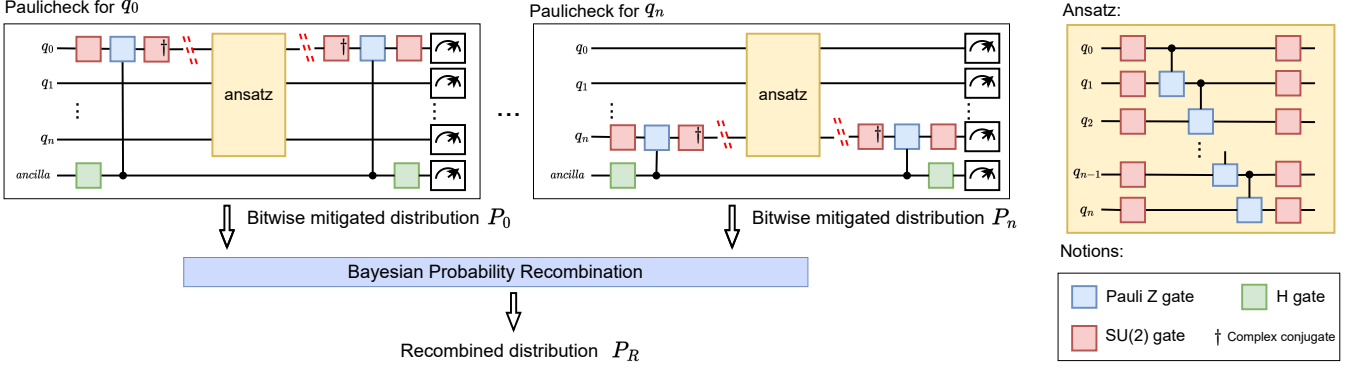 Paulicheck for q0
q0
q1
⋮
qn
ancilla
†
ansatz
†
⋮
...
Paulicheck for qn
q0
q1
⋮
qn
ancilla
†
ansatz
†
⋮
Ansatz:
q0
q1
q2
⋮
qn−1
qn
Bitwise mitigated distribution P0
Bitwise mitigated distribution Pn
Bayesian Probability Recombination
Recombined distribution PR
Notions:
Pauli Z gate
H gate
SU(2) gate
† Complex conjugate